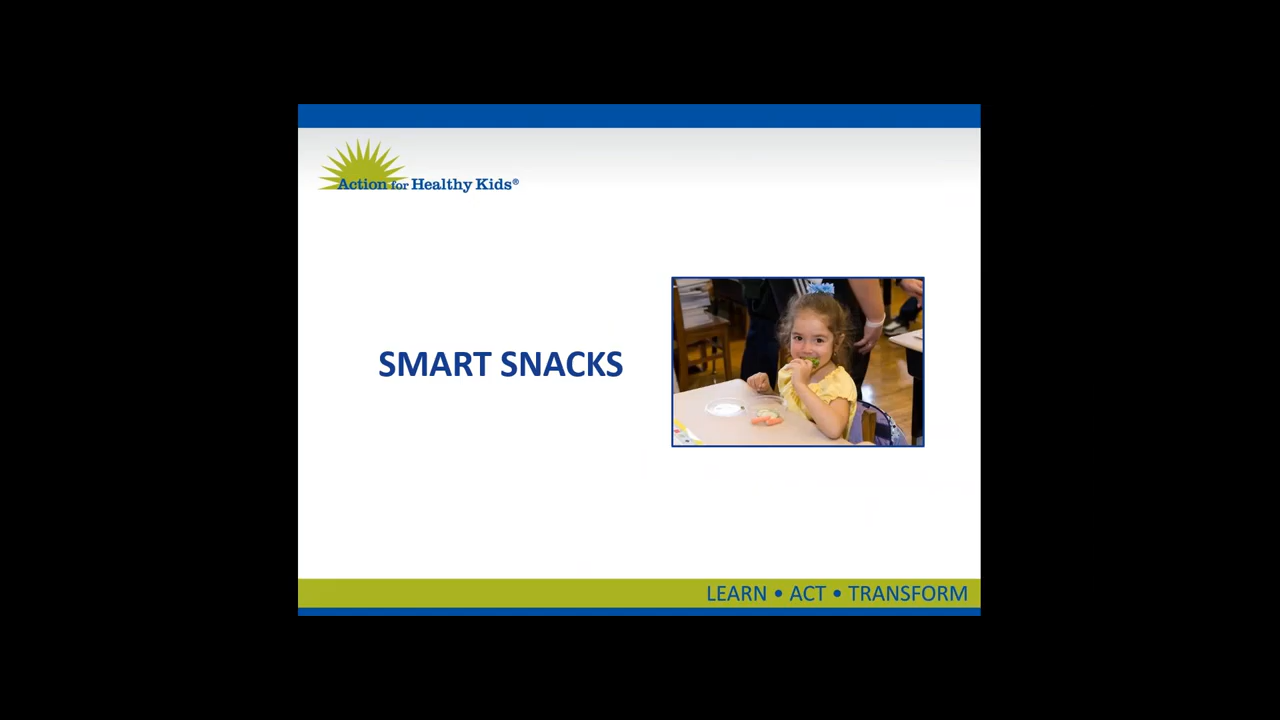 Action for Healthy Kids®
SMART SNACKS
LEARN • ACT • TRANSFORM